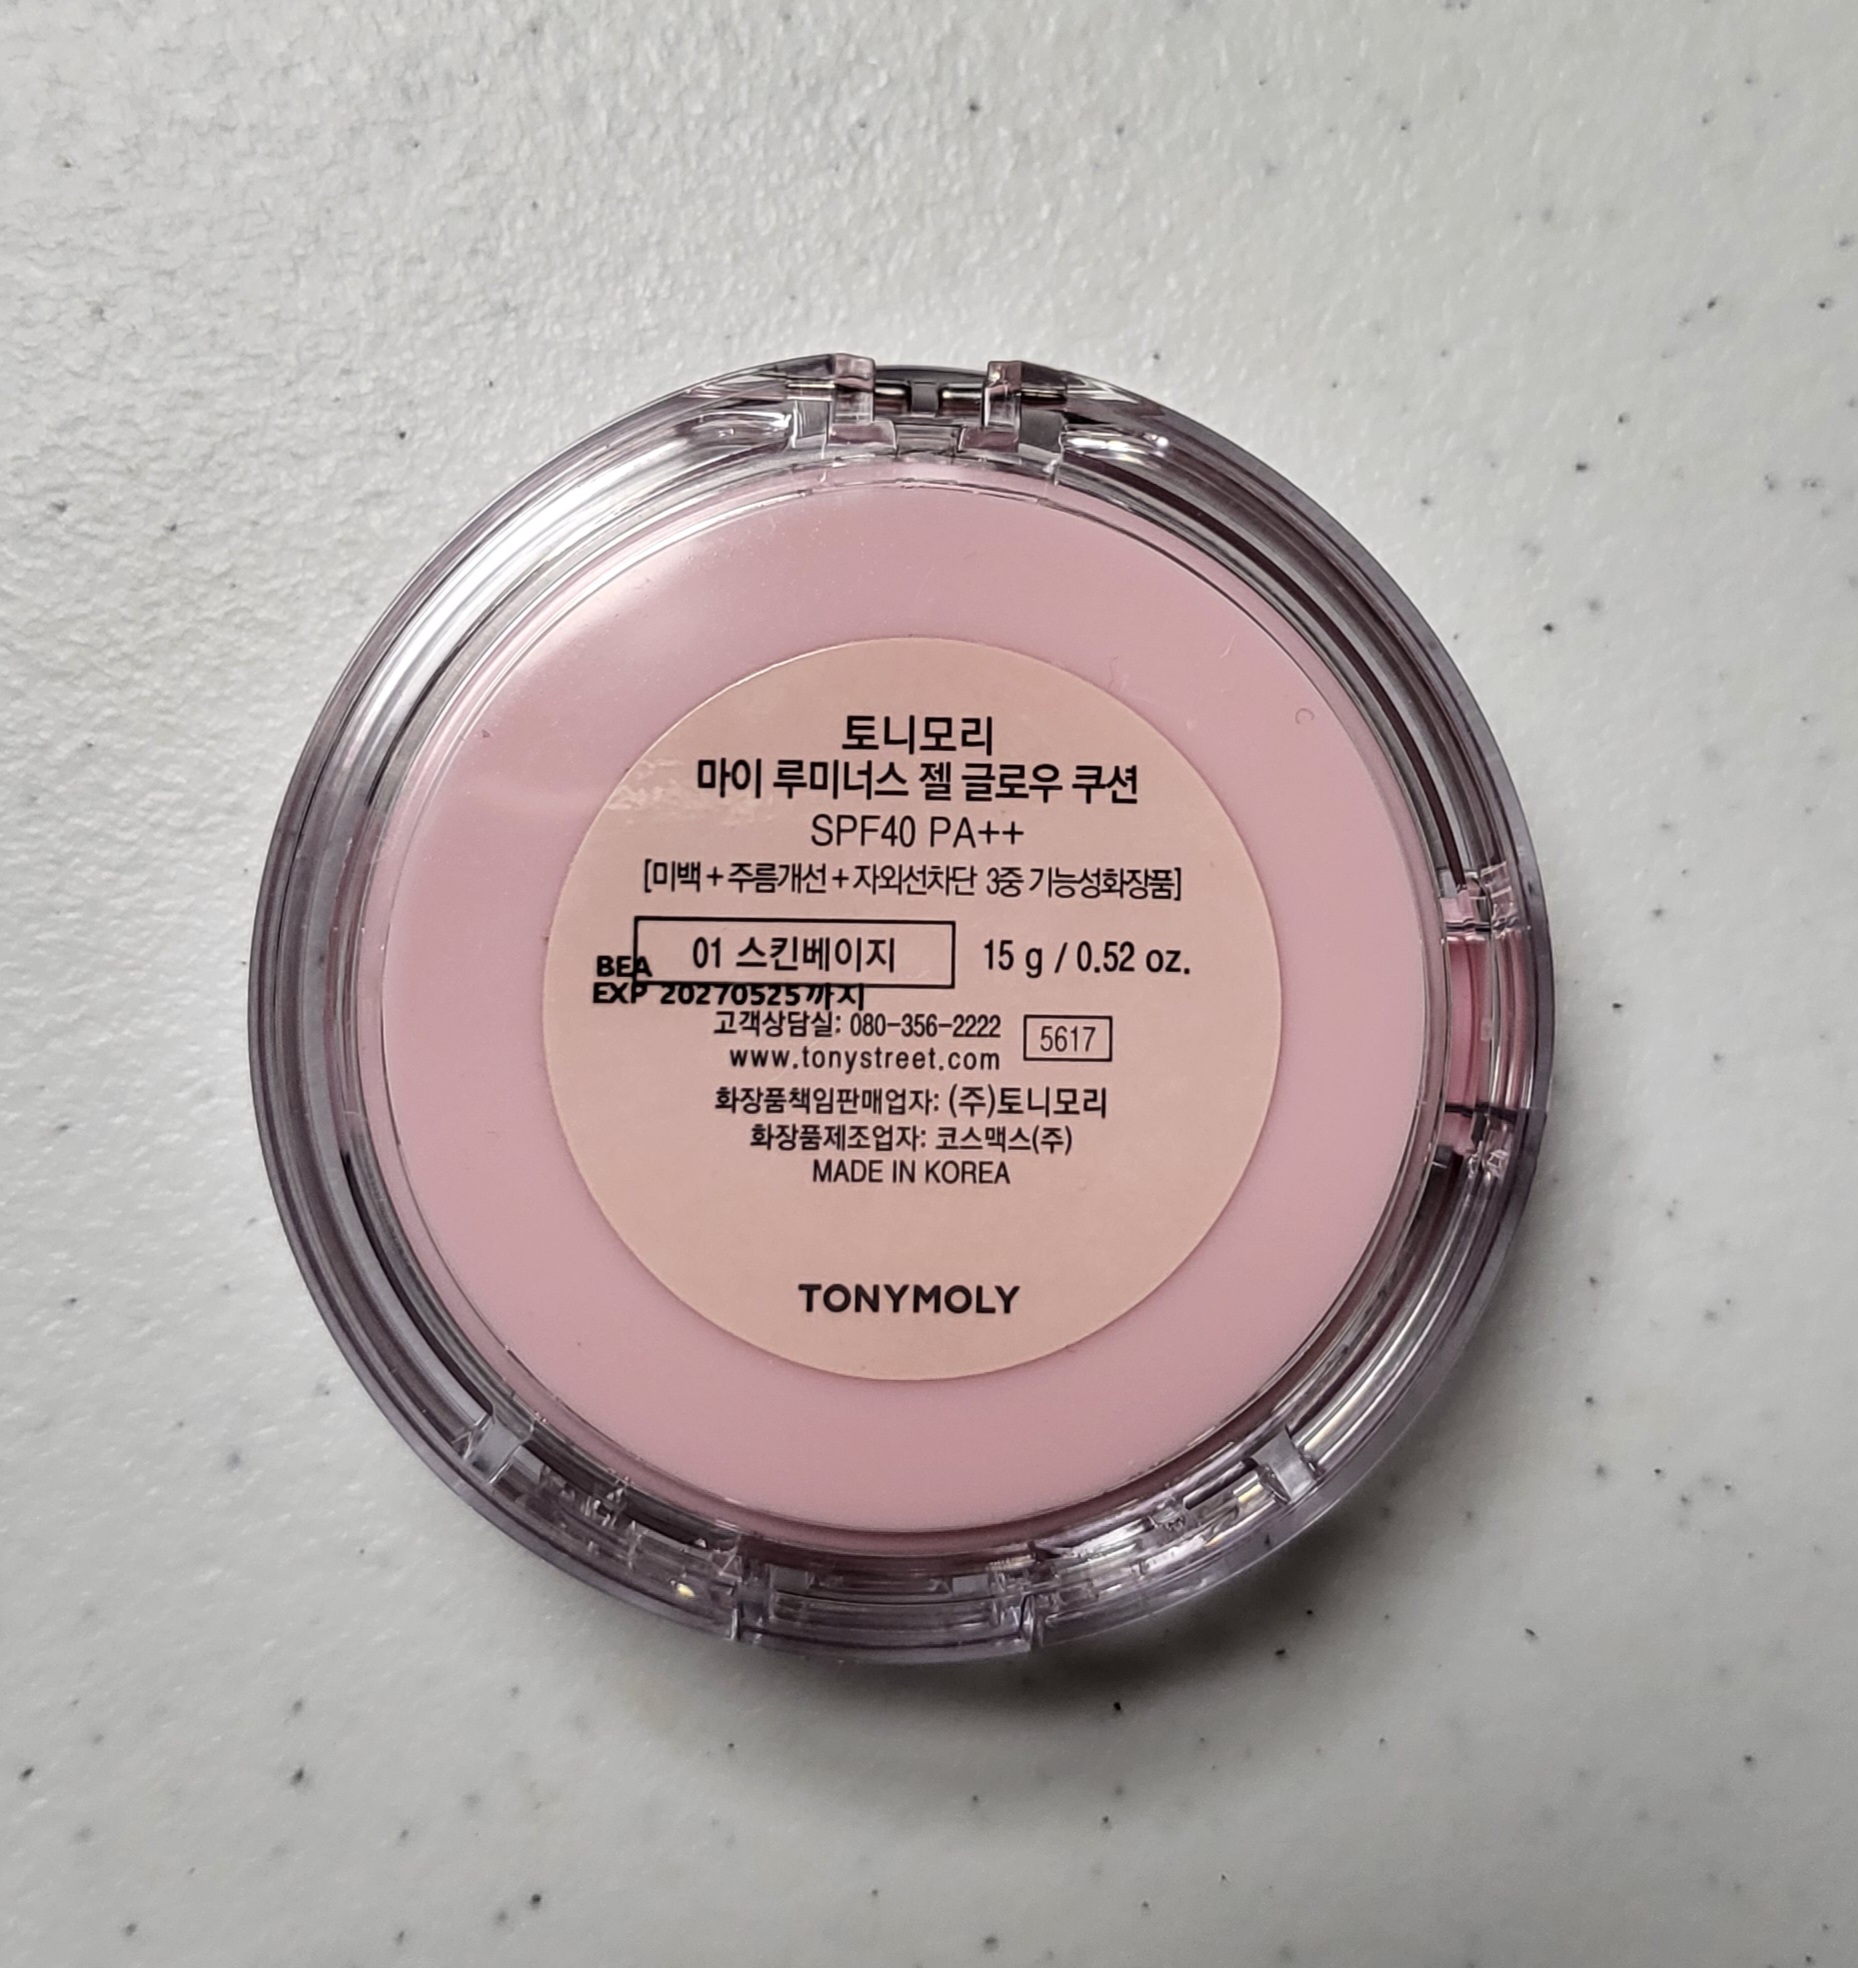 토니모리
마이 루미너스 젤 글로우 쿠션
SPF40 PA++
[미백+주름개선+자외선차단 3중 기능성화장품]
01 스킨베이지 15 g / 0.52 oz.
BEA
EXP 20270525까지
고객상담실: 080-356-2222 5617
www.tonystreet.com
화장품책임판매업자: (주)토니모리
화장품제조업자: 코스맥스(주)
MADE IN KOREA
TONYMOLY